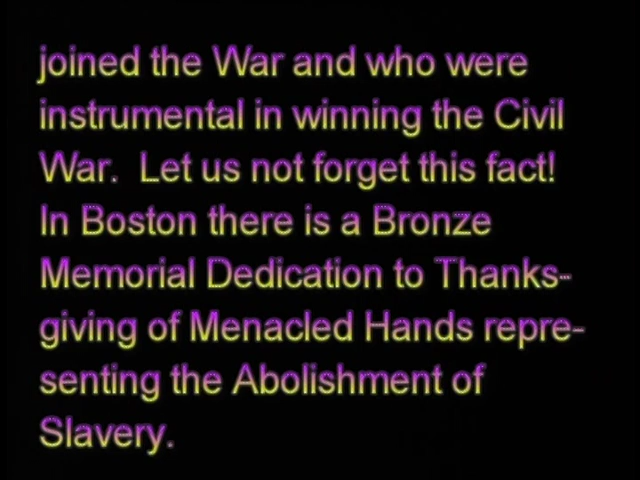 joined the War and who were
instrumental in winning the Civil
War.  Let us not forget this fact!
In Boston there is a Bronze
Memorial Dedication to Thanks-
giving of Menacled Hands repre-
senting the Abolishment of
Slavery.